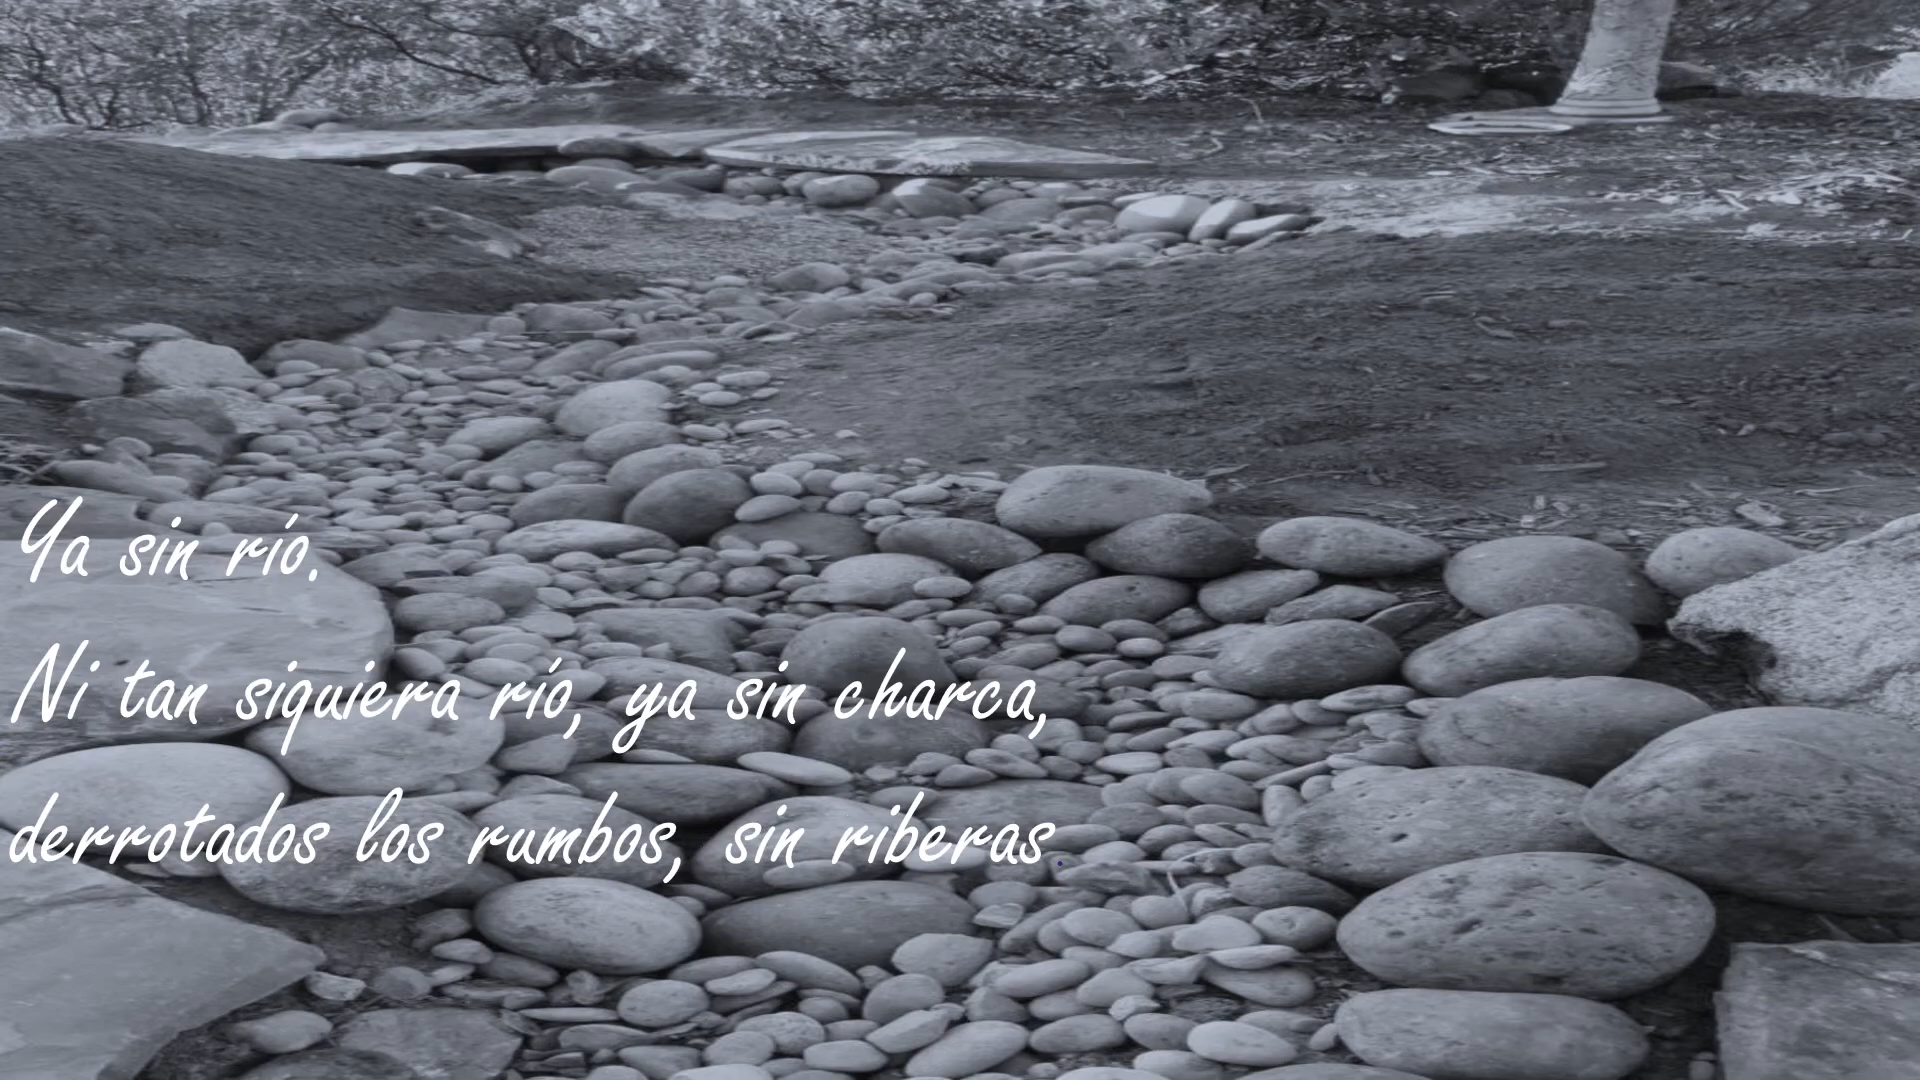 Ya sin río.
Ni tan siquiera río, ya sin charca,
derrotados los rumbos, sin riberas.